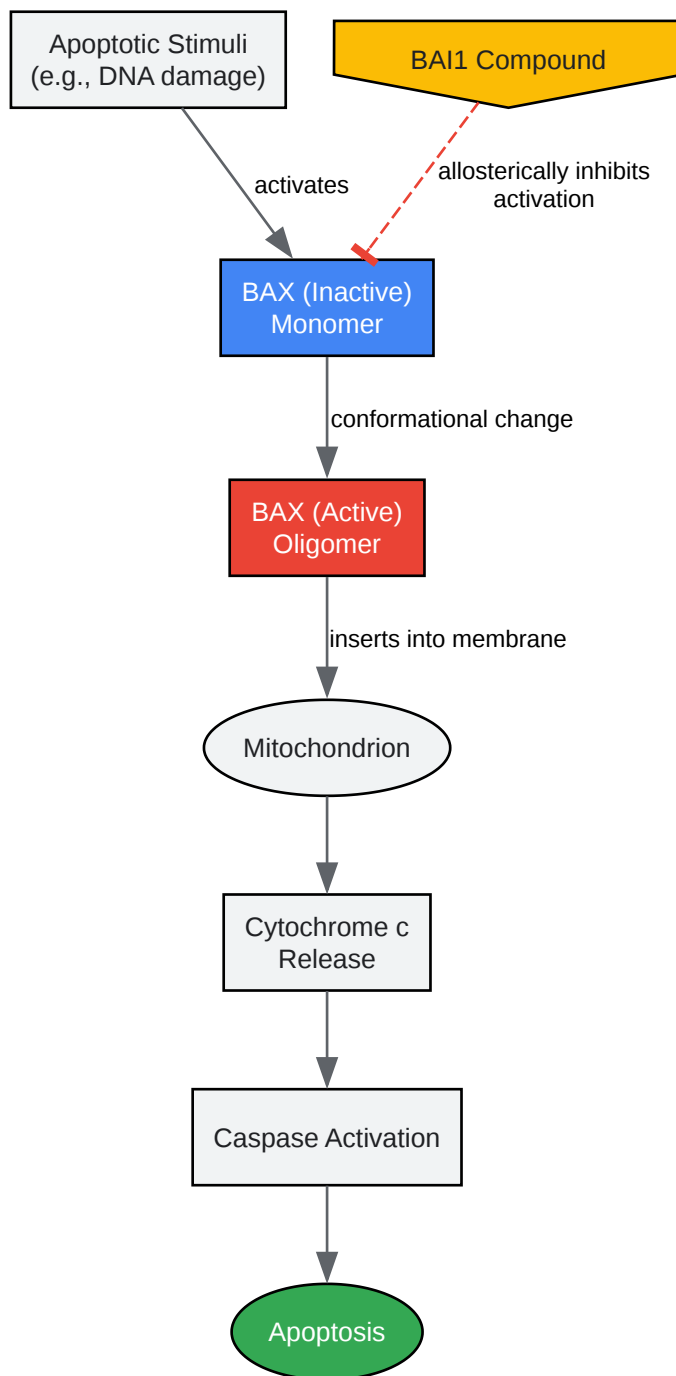 Apoptotic Stimuli
(e.g., DNA damage)
BAI1 Compound
activates
allosterically inhibits
activation
BAX (Inactive)
Monomer
conformational change
BAX (Active)
Oligomer
inserts into membrane
Mitochondrion
Cytochrome c
Release
Caspase Activation
Apoptosis